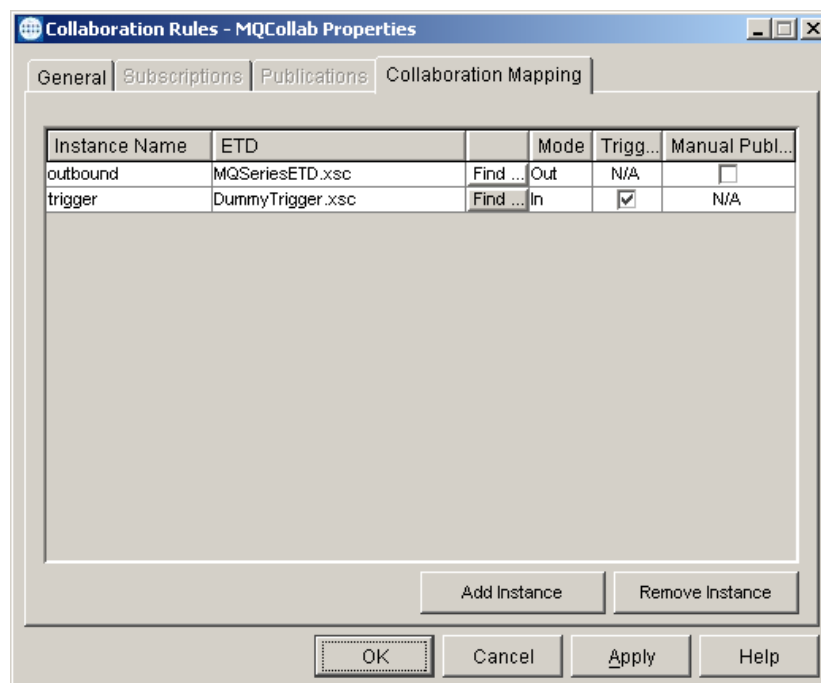 Collaboration Rules - MQCollab Properties
General Subscriptions Publications Collaboration Mapping
Instance Name ETD Mode Trigg... Manual Publ...
outbound MQSeriesETD.xsc Find ... Out N/A
trigger DummyTrigger.xsc Find ... In N/A
Add Instance Remove Instance
OK Cancel Apply Help